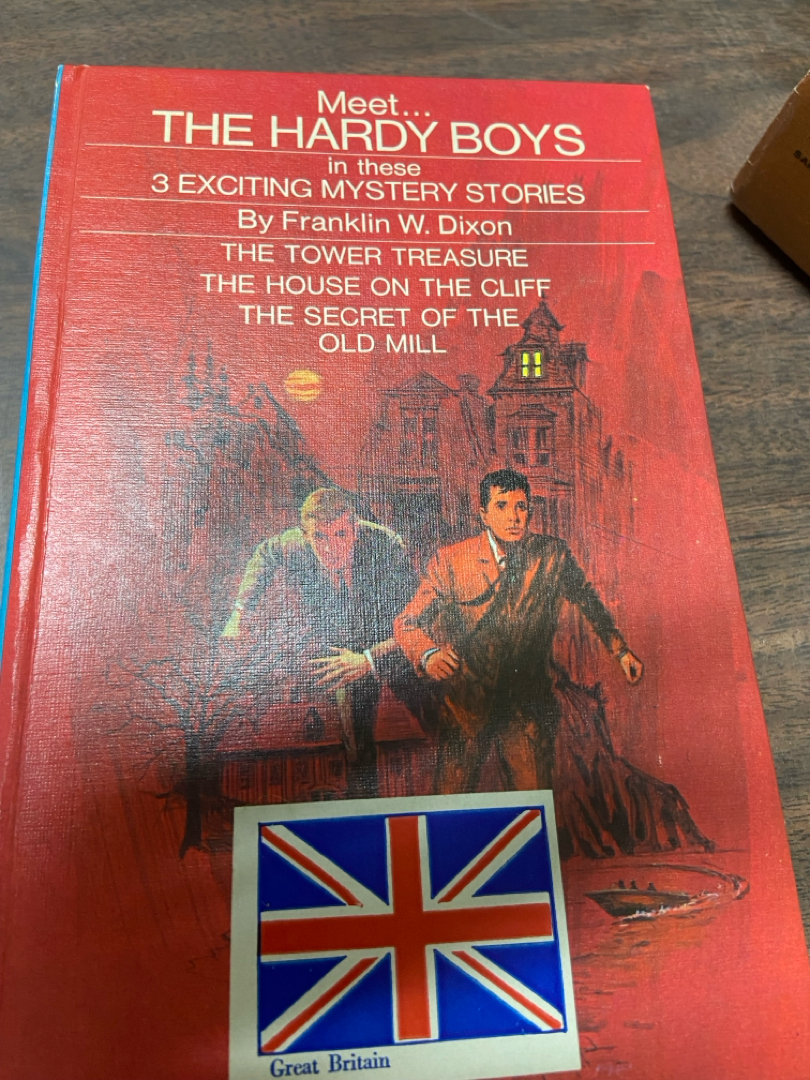 Meet...
THE HARDY BOYS
in these
3 EXCITING MYSTERY STORIES
By Franklin W. Dixon
THE TOWER TREASURE
THE HOUSE ON THE CLIFF
THE SECRET OF THE
OLD MILL
Great Britain